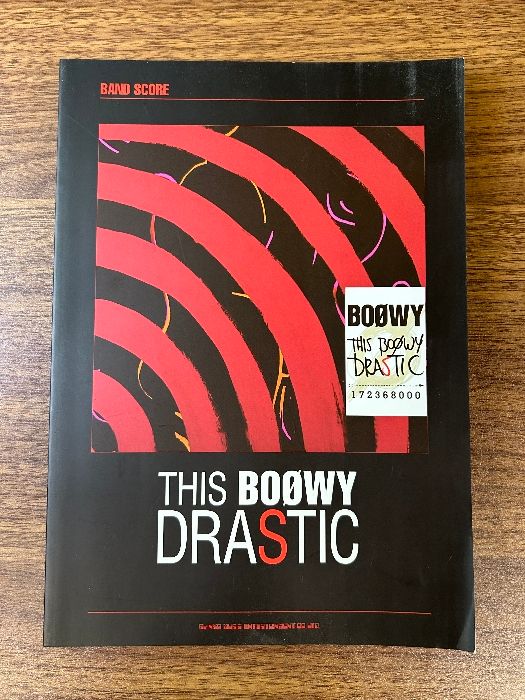 BAND SCORE
BOØWY
THIS BOØWY
DRASTIC
172368000
THIS BOØWY
DRASTIC